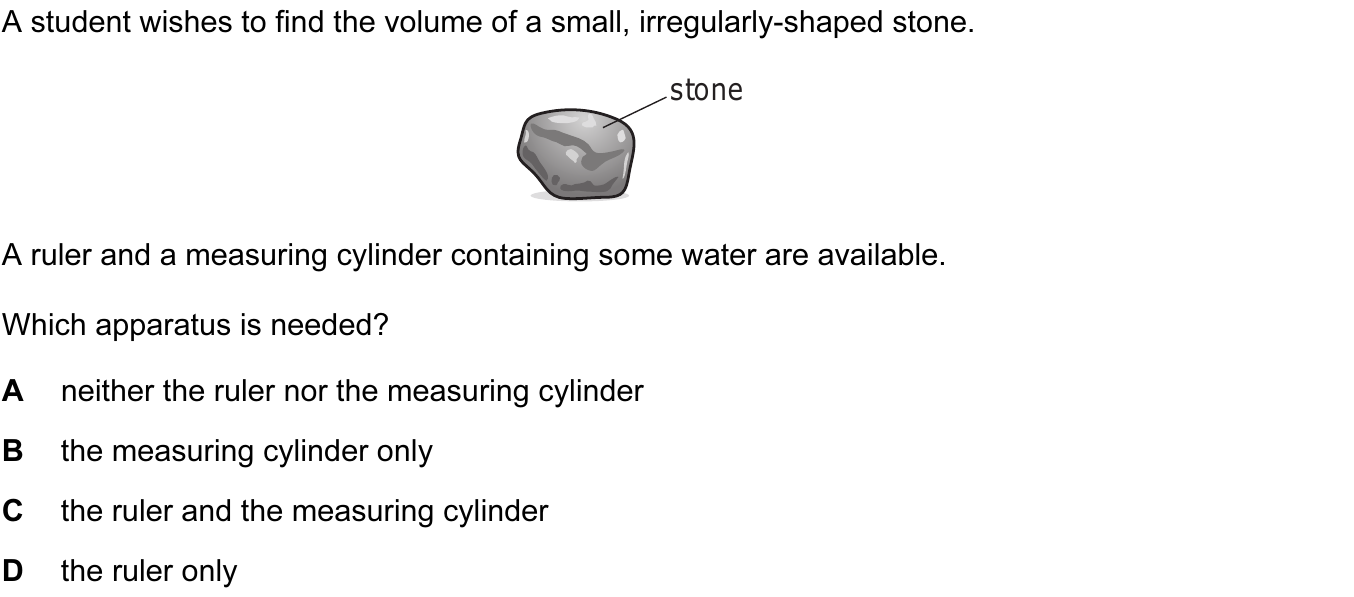 A student wishes to find the volume of a small, irregularly-shaped stone.
stone
A ruler and a measuring cylinder containing some water are available.
Which apparatus is needed?
A neither the ruler nor the measuring cylinder
B the measuring cylinder only
C the ruler and the measuring cylinder
D the ruler only